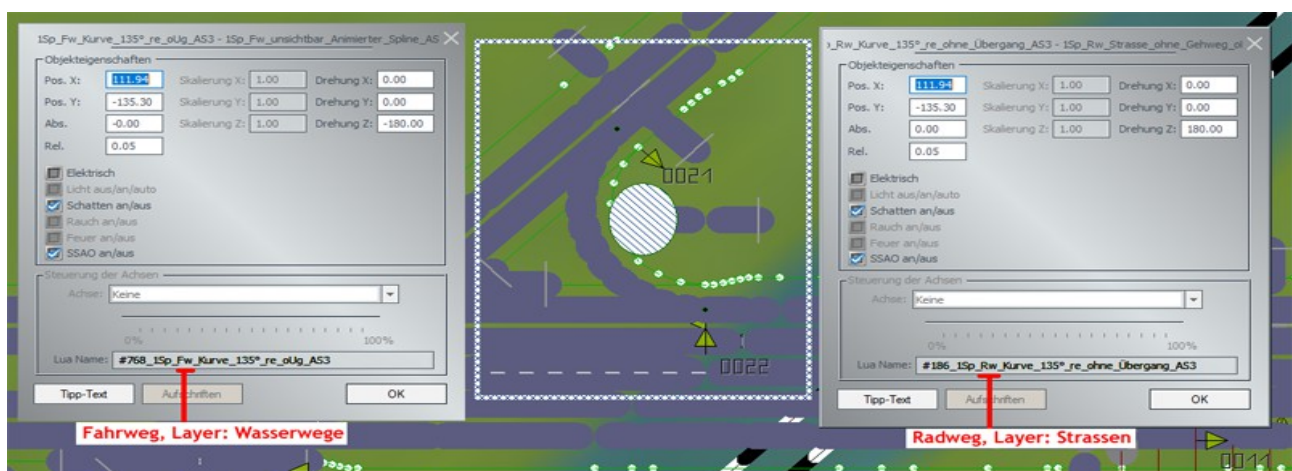 1Sp_Fw_Kurve_135°_re_oUg_AS3 - 1Sp_Fw_unsichtbar_Animierter_Spline_AS
Objekteigenschaften
Pos. X: 111.94 Skalierung X: 1.00 Drehung X: 0.00
Pos. Y: -135.30 Skalierung Y: 1.00 Drehung Y: 0.00
Abs. -0.00 Skalierung Z: 1.00 Drehung Z: -180.00
Rel. 0.05
Elektrisch
Licht aus/an/auto
Schatten an/aus
Rauch an/aus
Feuer an/aus
SSAO an/aus
Steuerung der Achsen
Achse: Keine
0% 100%
Lua Name: #768_1Sp_Fw_Kurve_135°_re_oUg_AS3
Tipp-Text Aufschriften OK
Fahrweg, Layer: Wasserwege
0021
0022
_Rw_Kurve_135°_re_ohne_Übergang_AS3 - 1Sp_Rw_Strasse_ohne_Gehweg_ol
Objekteigenschaften
Pos. X: 111.94 Skalierung X: 1.00 Drehung X: 0.00
Pos. Y: -135.30 Skalierung Y: 1.00 Drehung Y: 0.00
Abs. 0.00 Skalierung Z: 1.00 Drehung Z: 180.00
Rel. 0.05
Elektrisch
Licht aus/an/auto
Schatten an/aus
Rauch an/aus
Feuer an/aus
SSAO an/aus
Steuerung der Achsen
Achse: Keine
0% 100%
Lua Name: #186_1Sp_Rw_Kurve_135°_re_ohne_Übergang_AS3
Tipp-Text Aufschriften OK
Radweg, Layer: Strassen
0011